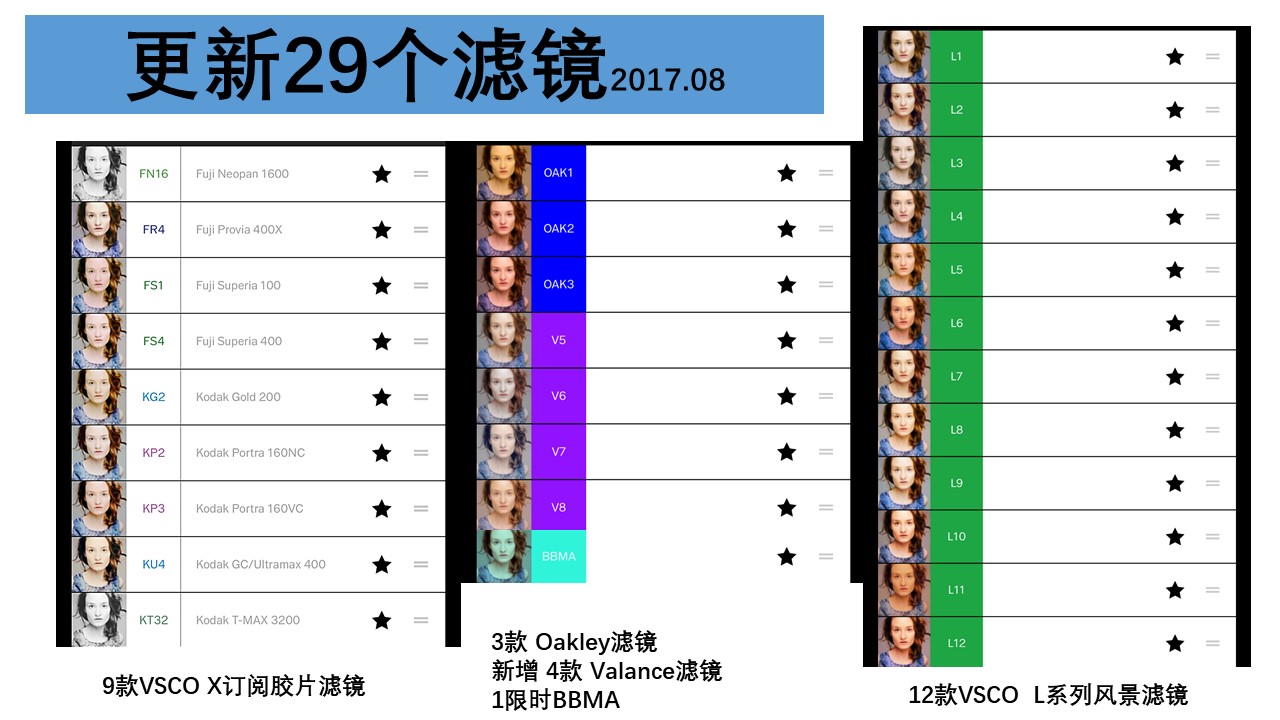 更新29个滤镜2017.08
FN16 Fuji Neopan 1600
FR4 Fuji Provia 400X
FS1 Fuji Superia 100
FS4 Fuji Superia 400
KG2 Kodak Gold 200
KP2 Kodak Portra 160NC
KP3 Kodak Portra 160VC
KU4 Kodak GC/Ultramax 400
KT32 Kodak T-MAX 3200
9款VSCO X订阅胶片滤镜
OAK1
OAK2
OAK3
V5
V6
V7
V8
BBMA
3款 Oakley滤镜
新增 4款 Valance滤镜
1限时BBMA
L1
L2
L3
L4
L5
L6
L7
L8
L9
L10
L11
L12
12款VSCO L系列风景滤镜